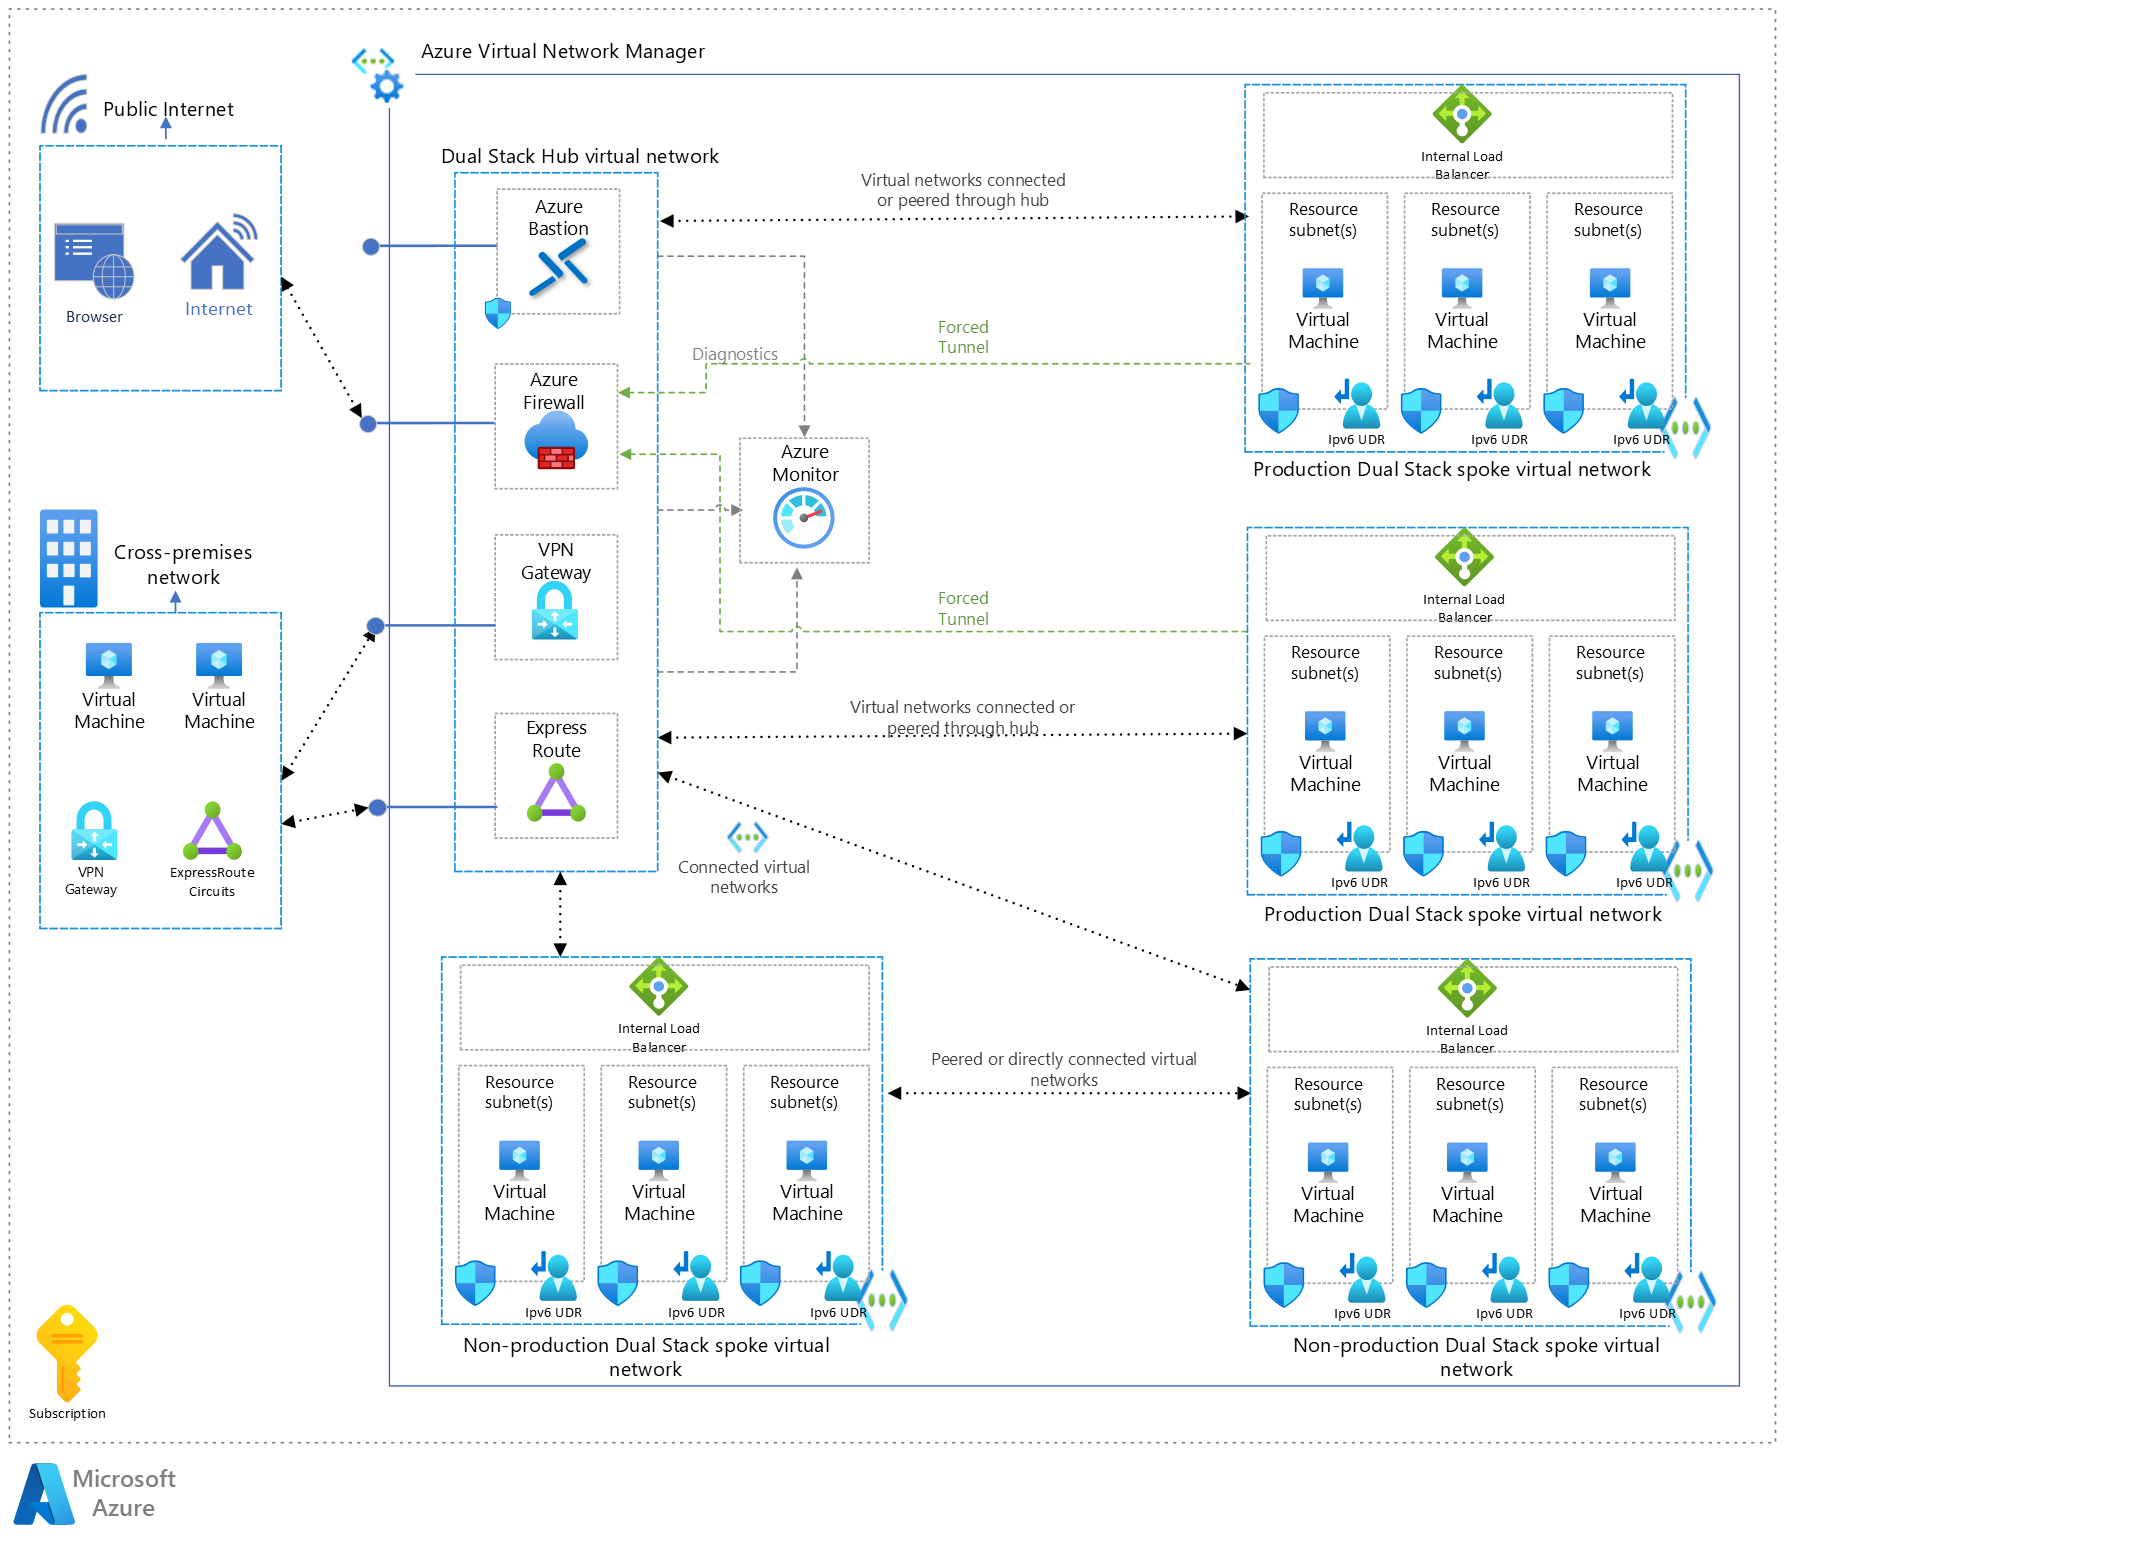 Azure Virtual Network Manager
Public Internet
Browser
Internet
Cross-premises
network
Virtual
Machine
Virtual
Machine
VPN
Gateway
ExpressRoute
Circuits
Subscription
Microsoft
Azure
Dual Stack Hub virtual network
Azure
Bastion
Azure
Firewall
VPN
Gateway
Express
Route
Diagnostics
Azure
Monitor
Virtual networks connected
or peered through hub
Forced
Tunnel
Forced
Tunnel
Virtual networks connected or
peered through hub
Connected virtual
networks
Peered or directly connected virtual
networks
Internal Load
Balancer
Resource
subnet(s)
Resource
subnet(s)
Resource
subnet(s)
Virtual
Machine
Virtual
Machine
Virtual
Machine
Ipv6 UDR
Ipv6 UDR
Ipv6 UDR
Production Dual Stack spoke virtual network
Internal Load
Balancer
Resource
subnet(s)
Resource
subnet(s)
Resource
subnet(s)
Virtual
Machine
Virtual
Machine
Virtual
Machine
Ipv6 UDR
Ipv6 UDR
Ipv6 UDR
Production Dual Stack spoke virtual network
Internal Load
Balancer
Resource
subnet(s)
Resource
subnet(s)
Resource
subnet(s)
Virtual
Machine
Virtual
Machine
Virtual
Machine
Ipv6 UDR
Ipv6 UDR
Ipv6 UDR
Non-production Dual Stack spoke virtual
network
Internal Load
Balancer
Resource
subnet(s)
Resource
subnet(s)
Resource
subnet(s)
Virtual
Machine
Virtual
Machine
Virtual
Machine
Ipv6 UDR
Ipv6 UDR
Ipv6 UDR
Non-production Dual Stack spoke virtual
network